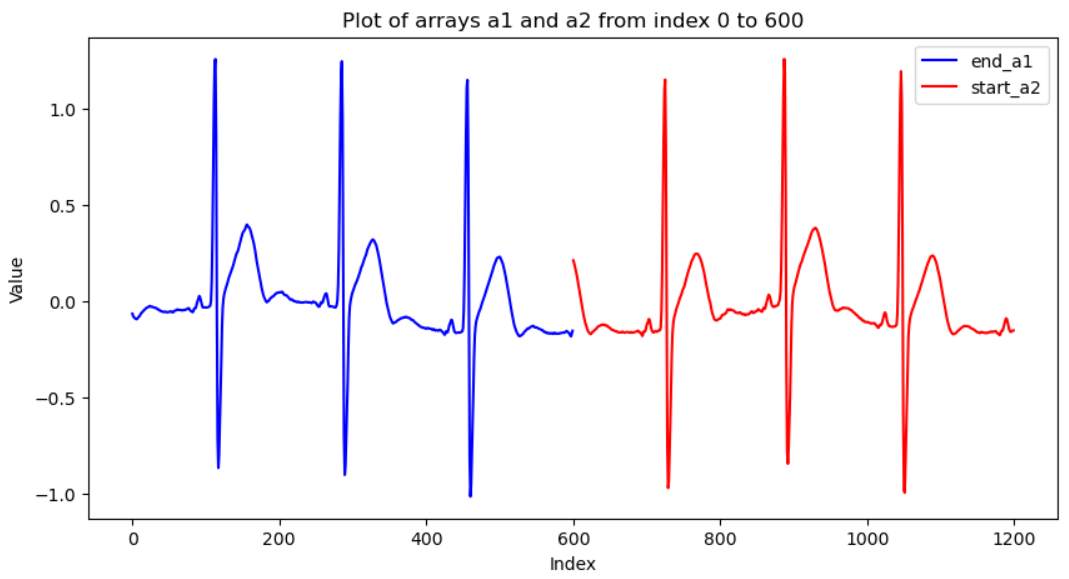 Plot of arrays a1 and a2 from index 0 to 600
end_a1
start_a2
Value
1.0
0.5
0.0
−0.5
−1.0
0 200 400 600 800 1000 1200
Index